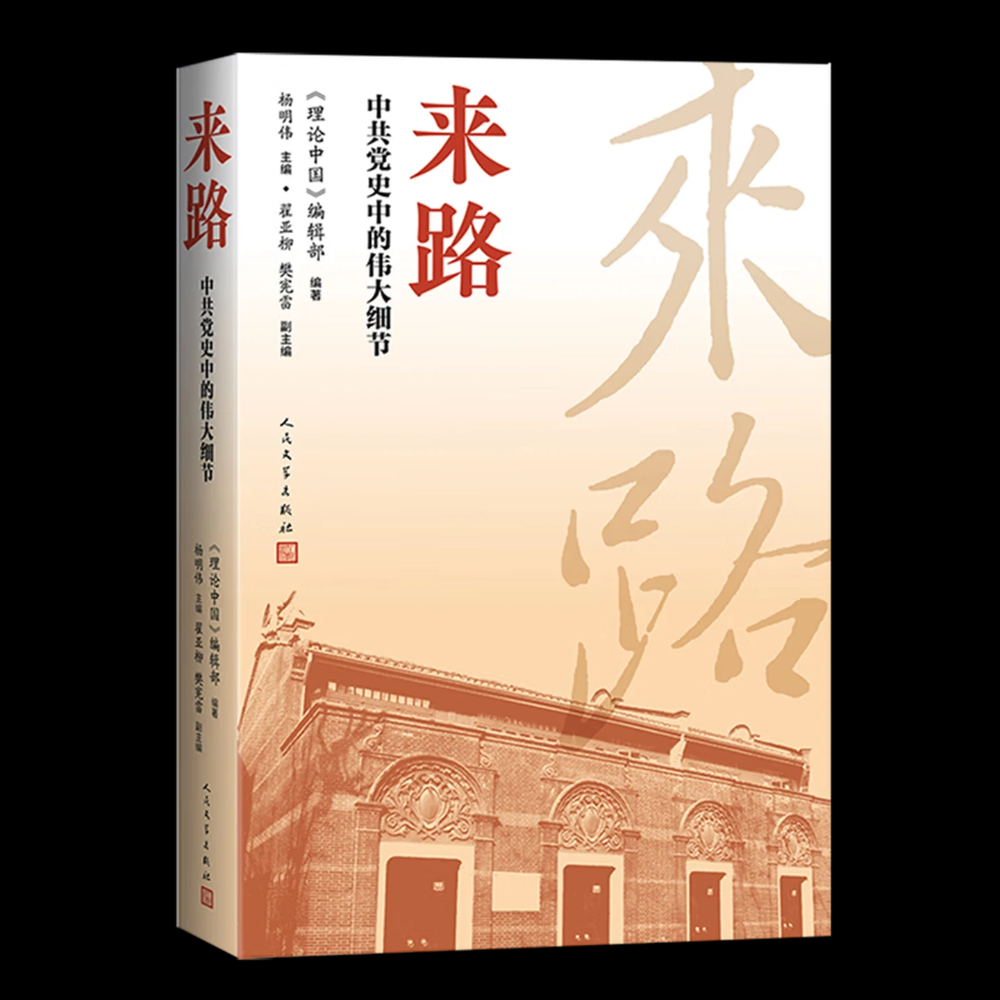 来路
中共党史中的伟大细节
《理论中国》编辑部 编著
杨明伟 主编·翟亚柳 樊宪雷 副主编
人民文学出版社
來路
来路
中共党史中的伟大细节
《理论中国》编辑部 编著
杨明伟 主编 翟亚柳 樊宪雷 副主编
人民文学出版社